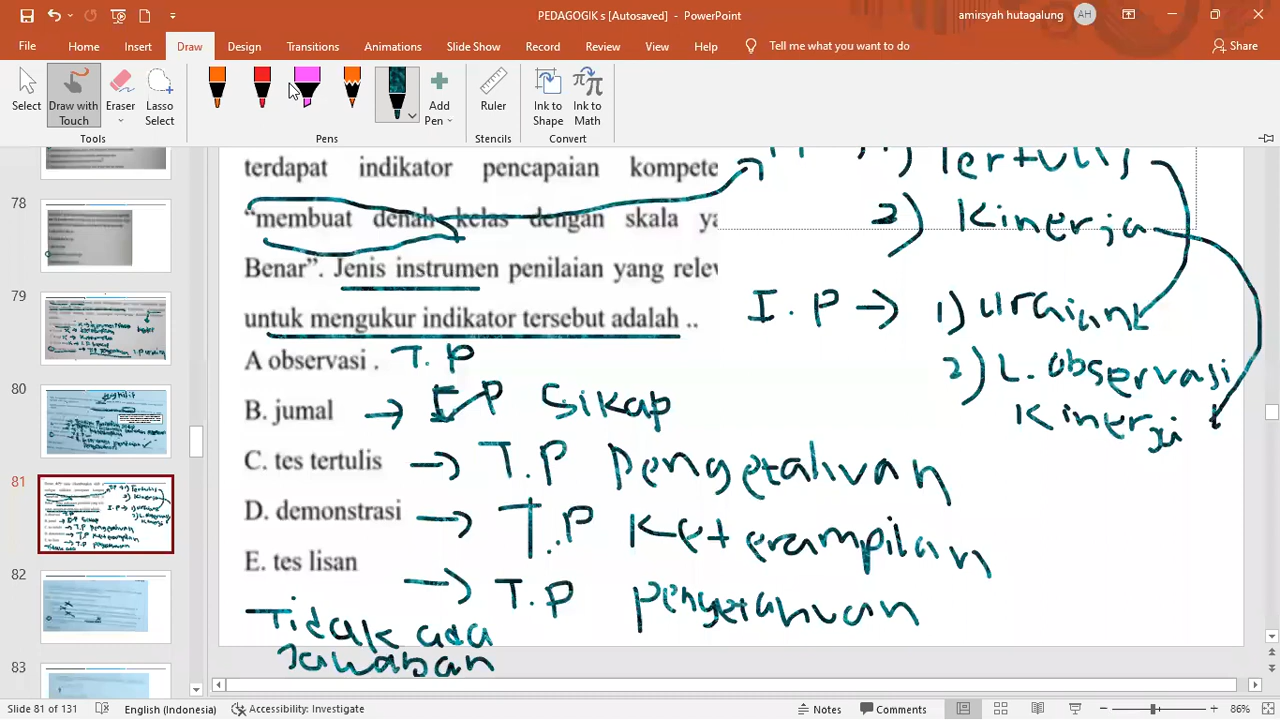 PEDAGOGIK s [Autosaved] - PowerPoint
amirsyah hutagalung AH
File Home Insert Draw Design Transitions Animations Slide Show Record Review View Help Tell me what you want to do Share
Select Draw with Touch Eraser Lasso Select Add Pen Ruler Ink to Shape Ink to Math
Tools Pens Stencils Convert
78
79
80
81
82
83
terdapat indikator pencapaian kompete
1) Tertulis
"membuat denah kelas dengan skala ya
2) Kinerja
Benar". Jenis instrumen penilaian yang relev
I.P → 1) Uraian
untuk mengukur indikator tersebut adalah ..
A observasi . T.P
2) L. observasi
Kinerja
B. jumal → I P Sikap
C. tes tertulis → T.P Pengetahuan
D. demonstrasi → T.P Keterampilan
E. tes lisan → T.P pengetahuan
Tidak ada
Jawaban
Slide 81 of 131 English (Indonesia) Accessibility: Investigate Notes Comments 86%